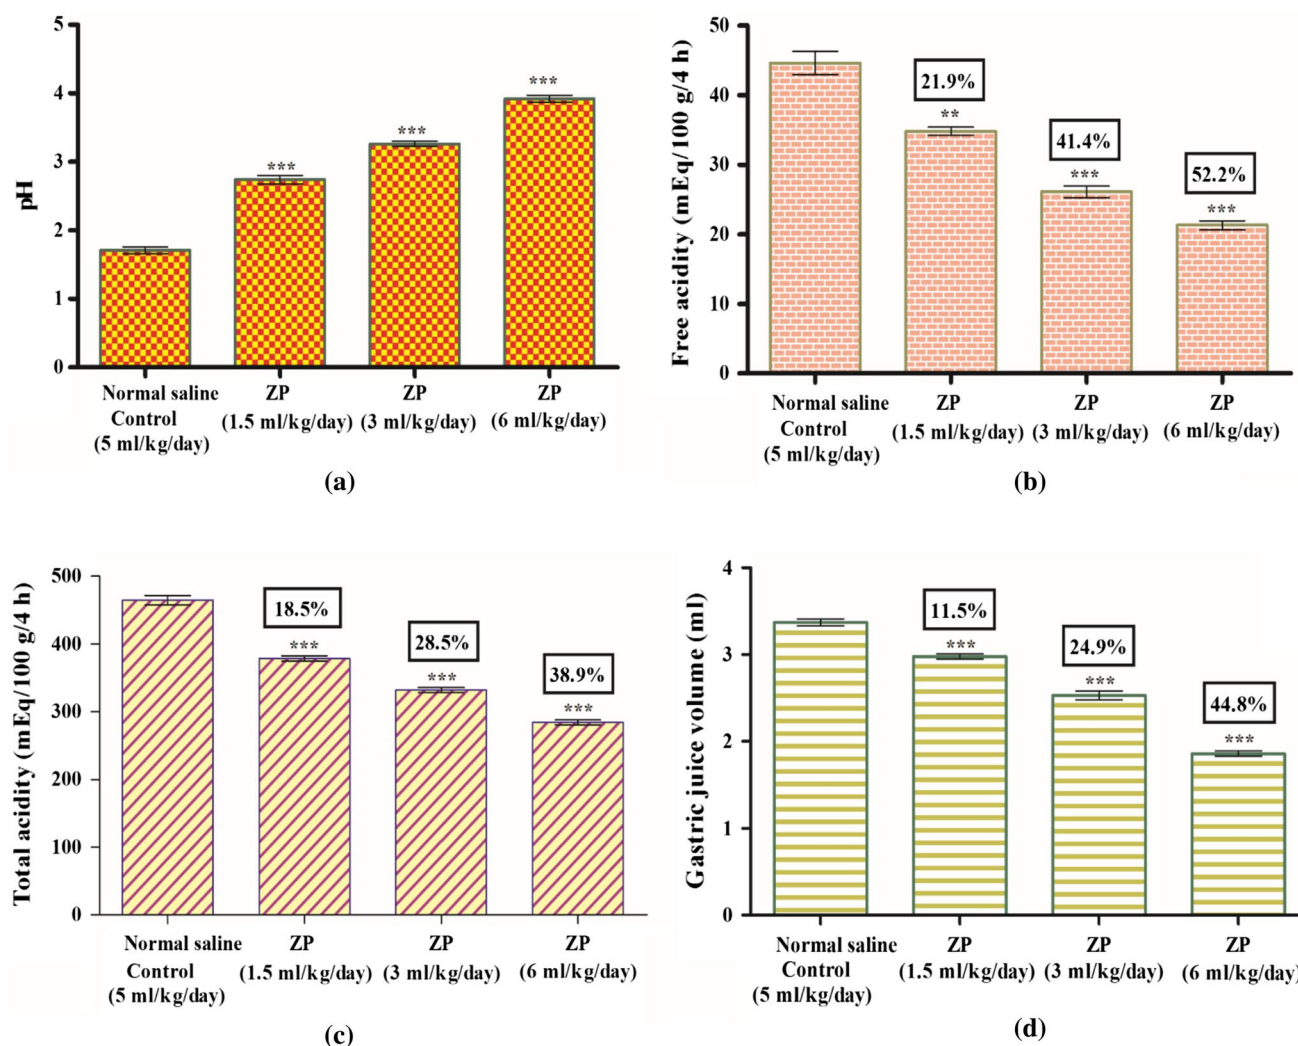 5
4
3
2
1
0
pH
***
***
***
Normal saline
Control
(5 ml/kg/day)
ZP
(1.5 ml/kg/day)
ZP
(3 ml/kg/day)
ZP
(6 ml/kg/day)
(a)
50
40
30
20
10
0
Free acidity (mEq/100 g/4 h)
21.9%
**
41.4%
***
52.2%
***
Normal saline
Control
(5 ml/kg/day)
ZP
(1.5 ml/kg/day)
ZP
(3 ml/kg/day)
ZP
(6 ml/kg/day)
(b)
500
400
300
200
100
0
Total acidity (mEq/100 g/4 h)
18.5%
***
28.5%
***
38.9%
***
Normal saline
Control
(5 ml/kg/day)
ZP
(1.5 ml/kg/day)
ZP
(3 ml/kg/day)
ZP
(6 ml/kg/day)
(c)
4
3
2
1
0
Gastric juice volume (ml)
11.5%
***
24.9%
***
44.8%
***
Normal saline
Control
(5 ml/kg/day)
ZP
(1.5 ml/kg/day)
ZP
(3 ml/kg/day)
ZP
(6 ml/kg/day)
(d)